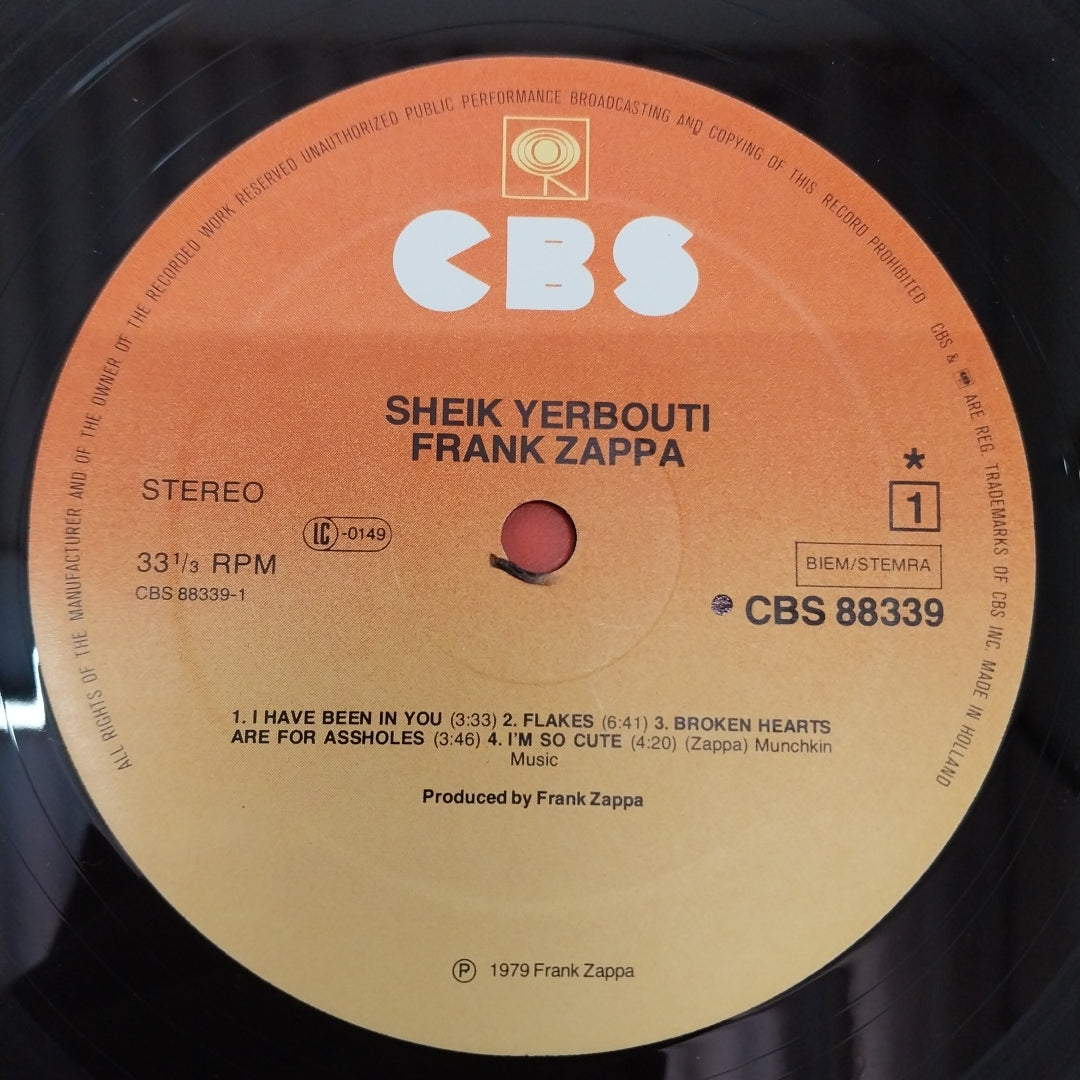 ALL RIGHTS OF THE MANUFACTURER AND OF THE OWNER OF THE RECORDED WORK RESERVED UNAUTHORIZED PUBLIC PERFORMANCE BROADCASTING AND COPYING OF THIS RECORD PROHIBITED CBS & ARE REG. TRADEMARKS OF CBS INC. MADE IN HOLLAND
CBS
SHEIK YERBOUTI
FRANK ZAPPA
STEREO
*
1
LC -0149
33 1/3 RPM
BIEM/STEMRA
CBS 88339-1
CBS 88339
1. I HAVE BEEN IN YOU (3:33) 2. FLAKES (6:41) 3. BROKEN HEARTS
ARE FOR ASSHOLES (3:46) 4. I'M SO CUTE (4:20) (Zappa) Munchkin
Music
Produced by Frank Zappa
Ⓟ 1979 Frank Zappa